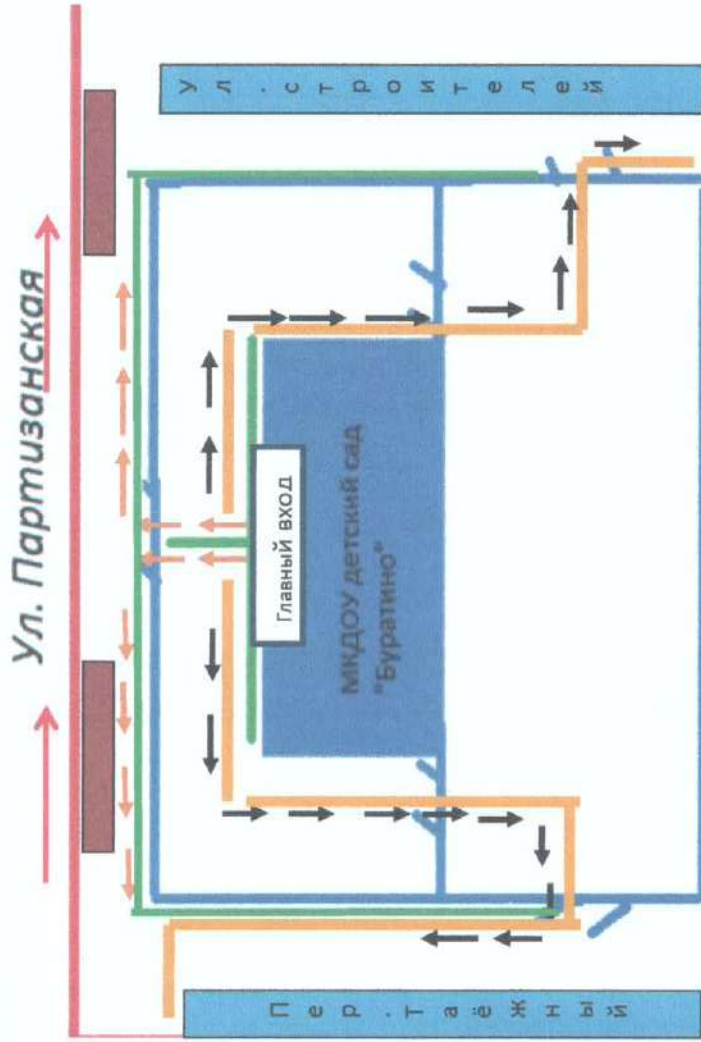 Ул. Партизанская
Ул.строителей
Главный вход
МКДОУ детский сад
"Буратино"
Пер.Таёжный